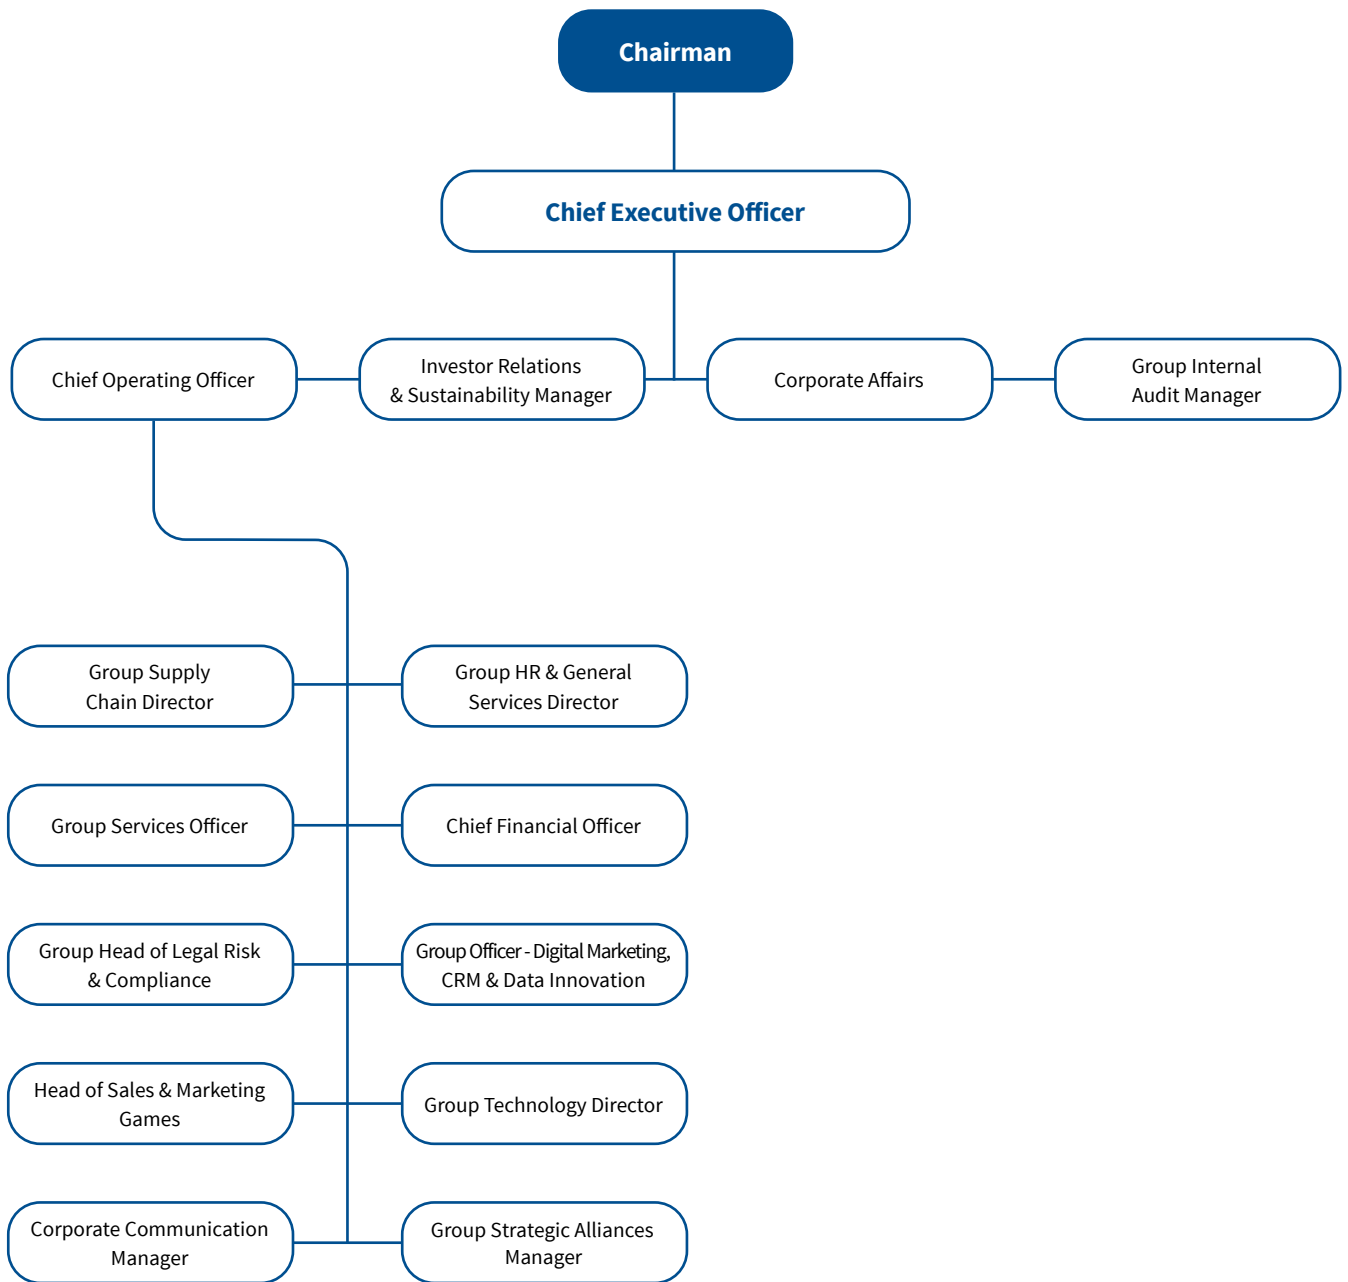 Chairman
Chief Executive Officer
Chief Operating Officer
Investor Relations
& Sustainability Manager
Corporate Affairs
Group Internal
Audit Manager
Group Supply
Chain Director
Group HR & General
Services Director
Group Services Officer
Chief Financial Officer
Group Head of Legal Risk
& Compliance
Group Officer - Digital Marketing,
CRM & Data Innovation
Head of Sales & Marketing
Games
Group Technology Director
Corporate Communication
Manager
Group Strategic Alliances
Manager